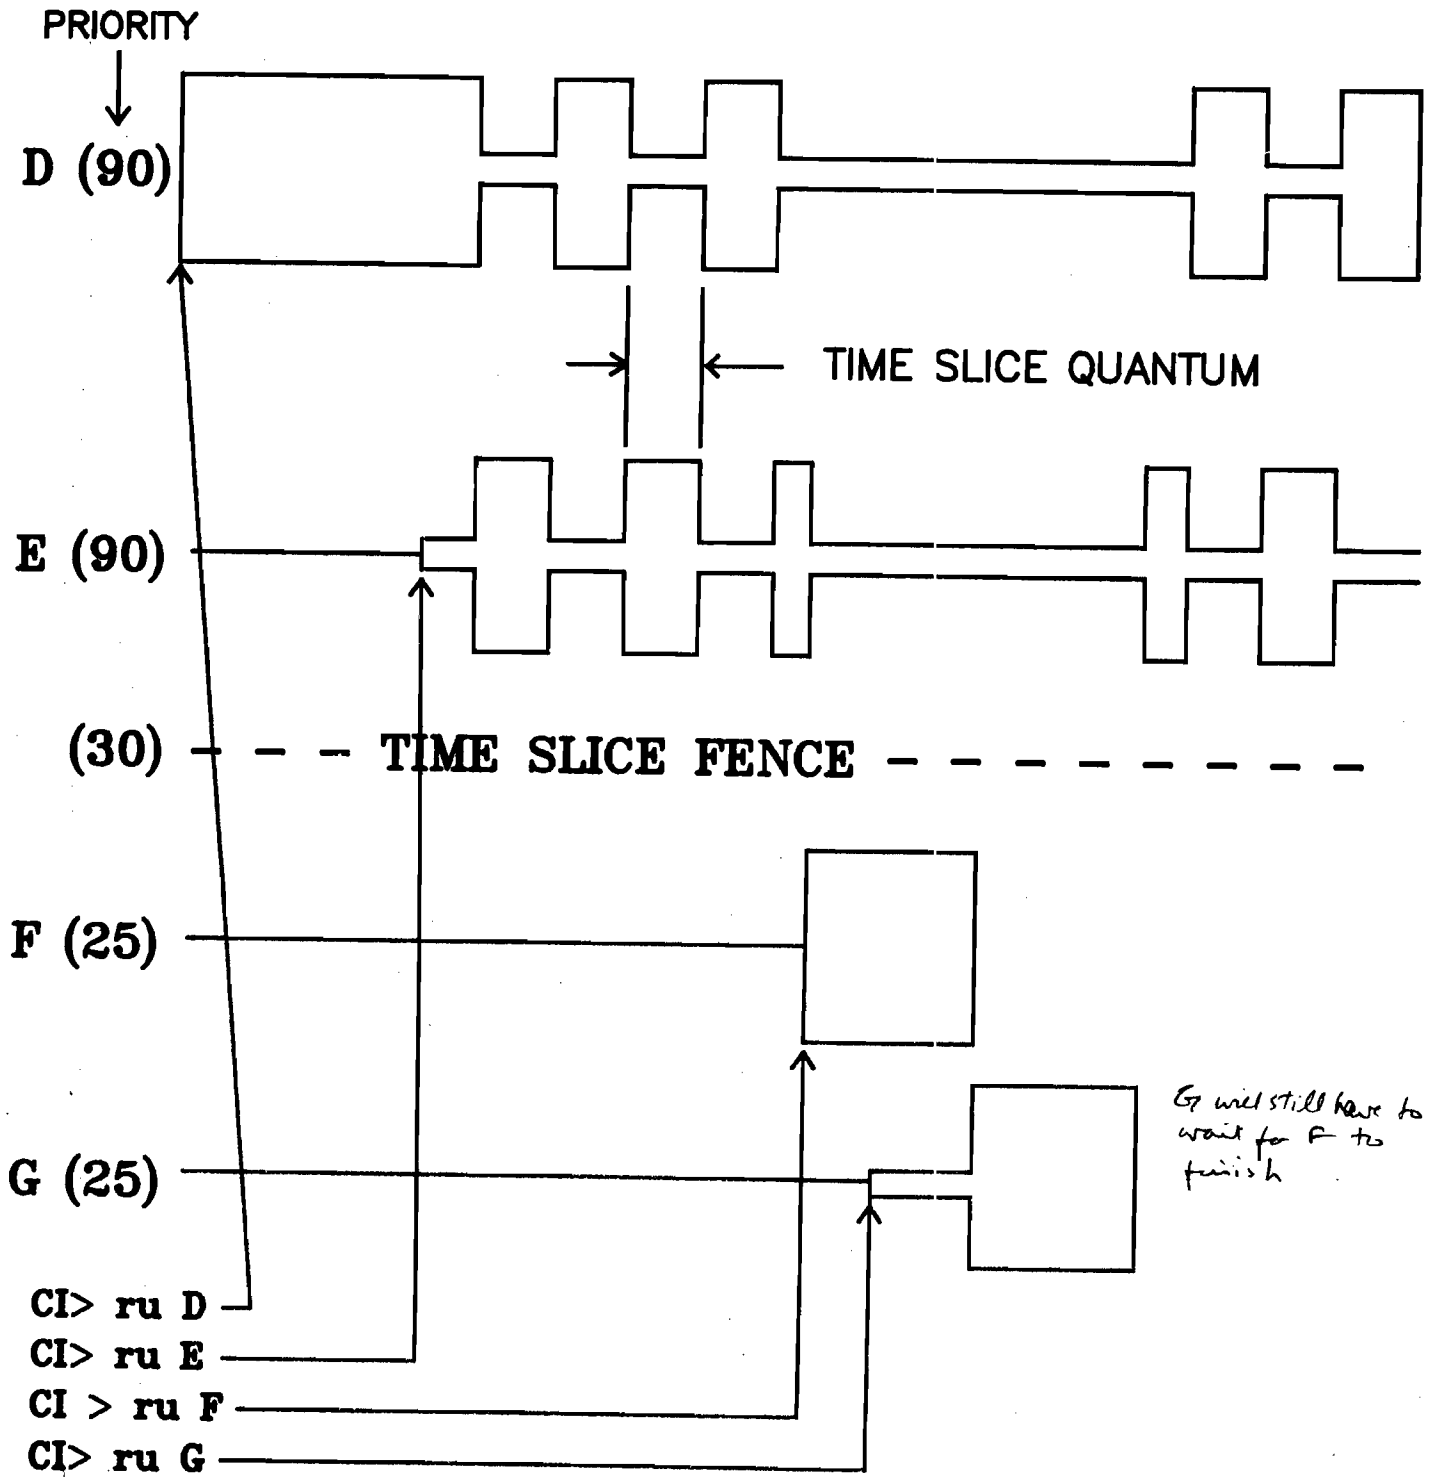 PRIORITY
D (90)
TIME SLICE QUANTUM
E (90)
(30) - - - TIME SLICE FENCE - - - - - - - -
F (25)
G will still have to
wait for F to
finish
G (25)
CI> ru D
CI> ru E
CI > ru F
CI> ru G